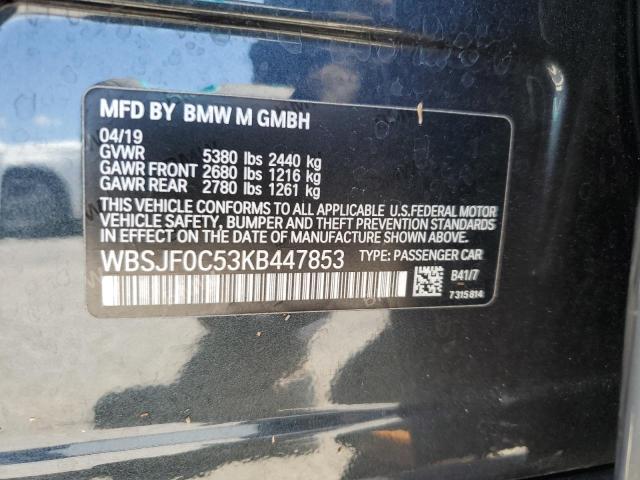 MFD BY BMW M GMBH
04/19
GVWR 5380 lbs 2440 kg
GAWR FRONT 2680 lbs 1216 kg
GAWR REAR 2780 lbs 1261 kg
THIS VEHICLE CONFORMS TO ALL APPLICABLE U.S.FEDERAL MOTOR
VEHICLE SAFETY, BUMPER AND THEFT PREVENTION STANDARDS
IN EFFECT ON THE DATE OF MANUFACTURE SHOWN ABOVE.
WBSJF0C53KB447853 TYPE: PASSENGER CAR
B41/7
7315814